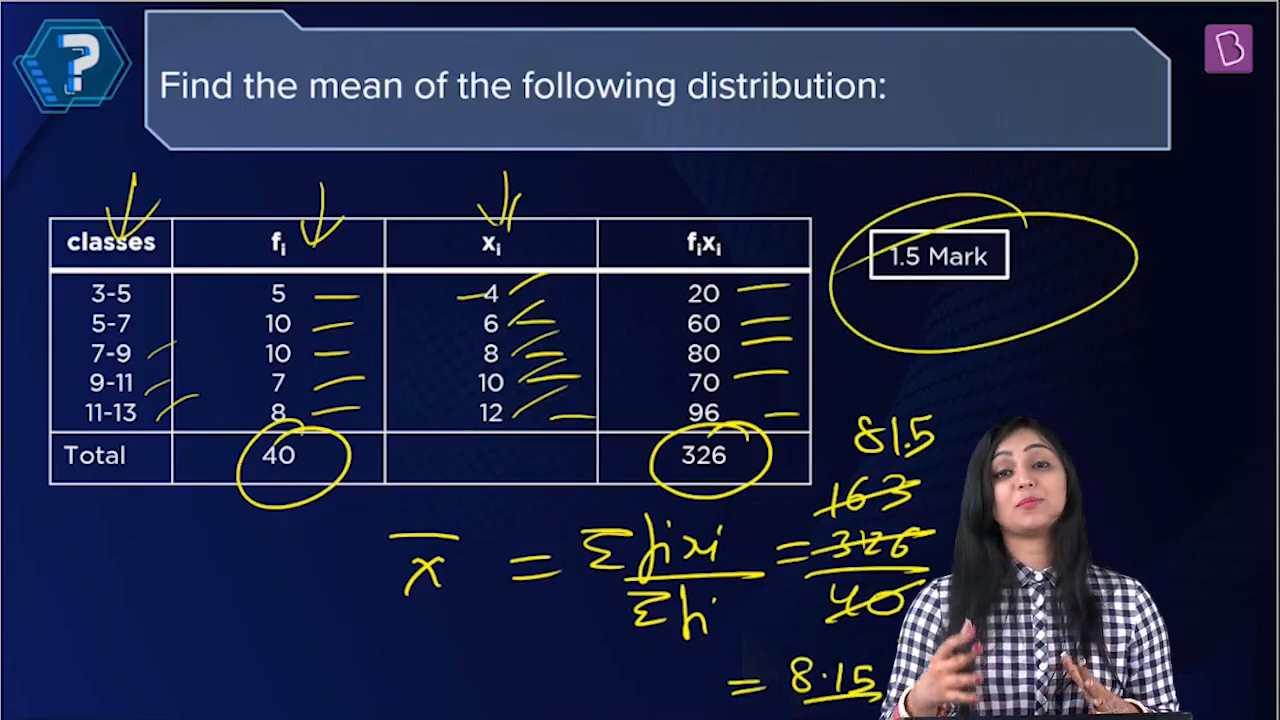 ?
Find the mean of the following distribution:
B
classes fᵢ xᵢ fᵢxᵢ
3-5 5 4 20
5-7 10 6 60
7-9 10 8 80
9-11 7 10 70
11-13 8 12 96
Total 40 326
1.5 Mark
81.5
163
x̅ = Σfixi = 326
Σfi 40
= 8.15